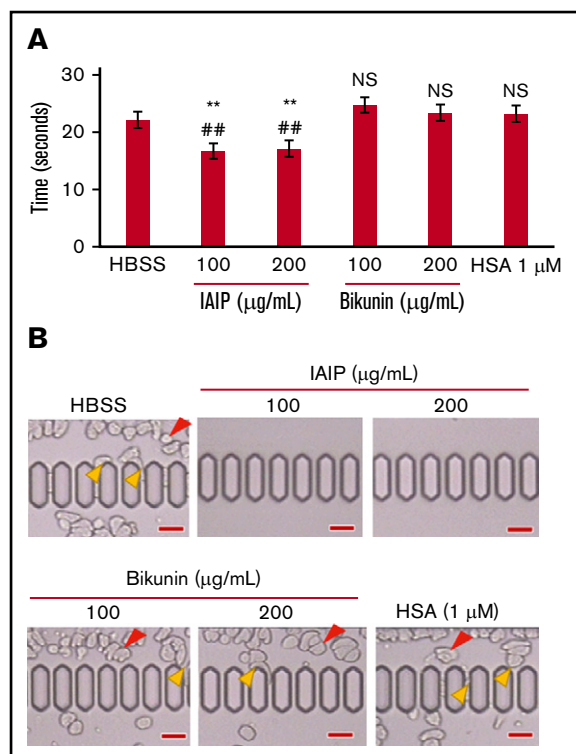 A
30
20
10
0
Time (seconds)
** ** NS NS NS
## ##
HBSS 100 200 100 200 HSA 1 μM
IAIP (μg/mL) Bikunin (μg/mL)
B
IAIP (μg/mL)
HBSS 100 200
Bikunin (μg/mL)
100 200 HSA (1 μM)